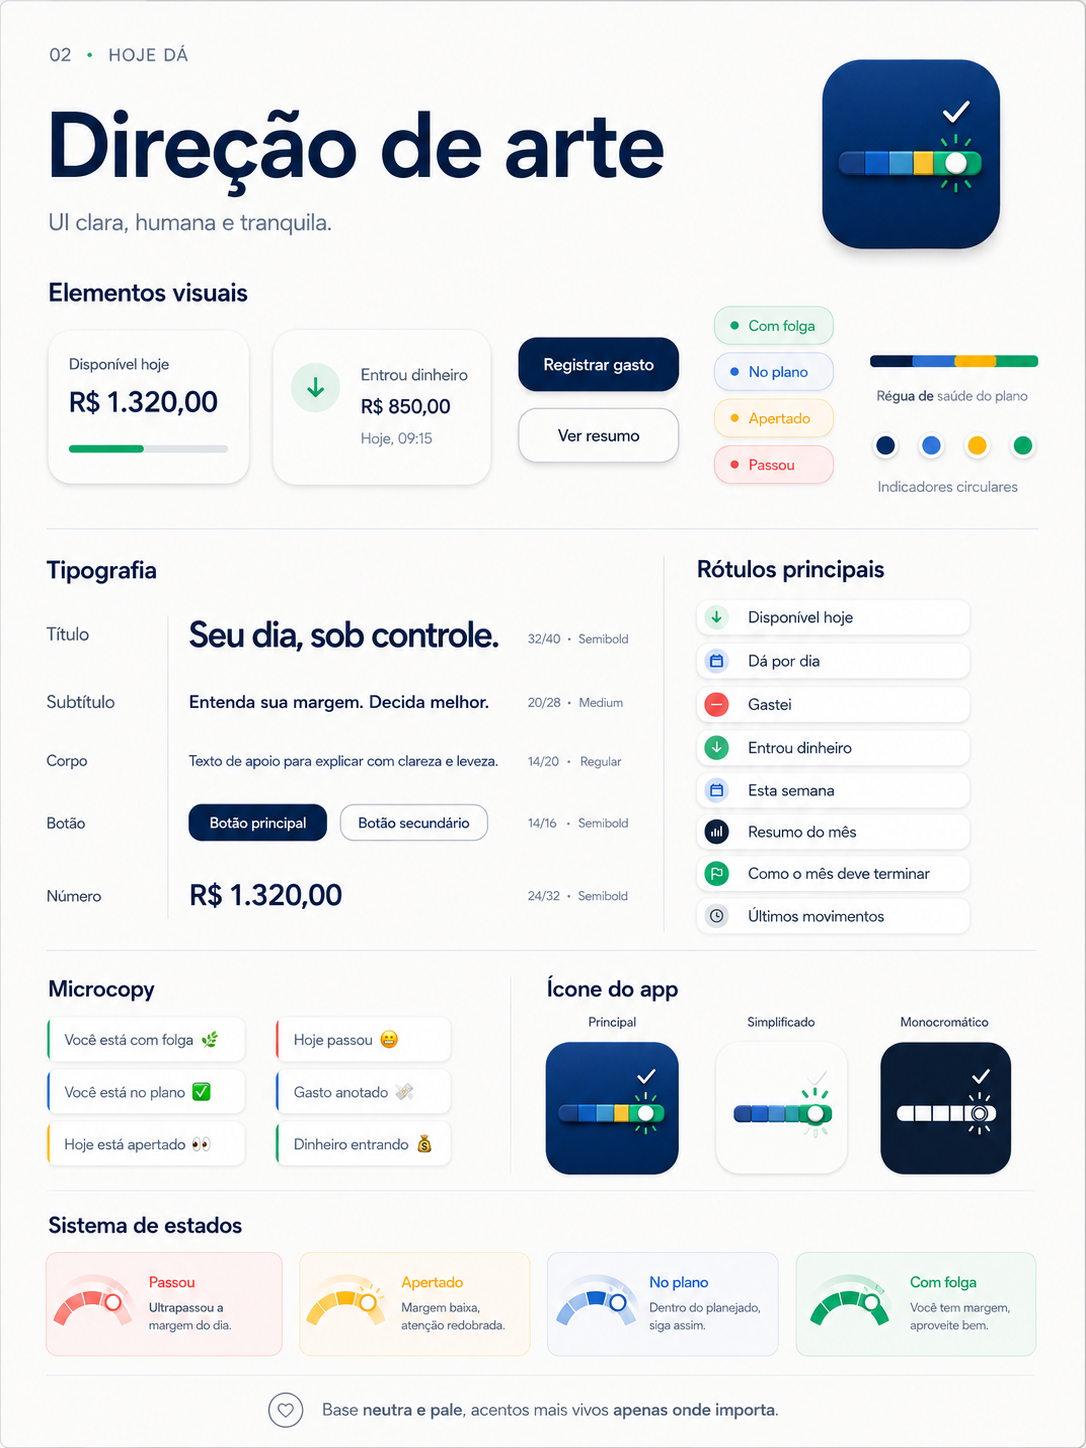 02 • HOJE DÁ
Direção de arte
UI clara, humana e tranquila.
Elementos visuais
Disponível hoje
R$ 1.320,00
Entrou dinheiro
R$ 850,00
Hoje, 09:15
Registrar gasto
Ver resumo
Com folga
No plano
Apertado
Passou
Régua de saúde do plano
Indicadores circulares
Tipografia
Título
Seu dia, sob controle.
32/40 • Semibold
Subtítulo
Entenda sua margem. Decida melhor.
20/28 • Medium
Corpo
Texto de apoio para explicar com clareza e leveza.
14/20 • Regular
Botão
Botão principal
Botão secundário
14/16 • Semibold
Número
R$ 1.320,00
24/32 • Semibold
Rótulos principais
Disponível hoje
Dá por dia
Gastei
Entrou dinheiro
Esta semana
Resumo do mês
Como o mês deve terminar
Últimos movimentos
Microcopy
Você está com folga 🌿
Hoje passou 😬
Você está no plano ✅
Gasto anotado 💸
Hoje está apertado 👀
Dinheiro entrando 💰
Ícone do app
Principal
Simplificado
Monocromático
Sistema de estados
Passou
Ultrapassou a
margem do dia.
Apertado
Margem baixa,
atenção redobrada.
No plano
Dentro do planejado,
siga assim.
Com folga
Você tem margem,
aproveite bem.
Base neutra e pale, acentos mais vivos apenas onde importa.